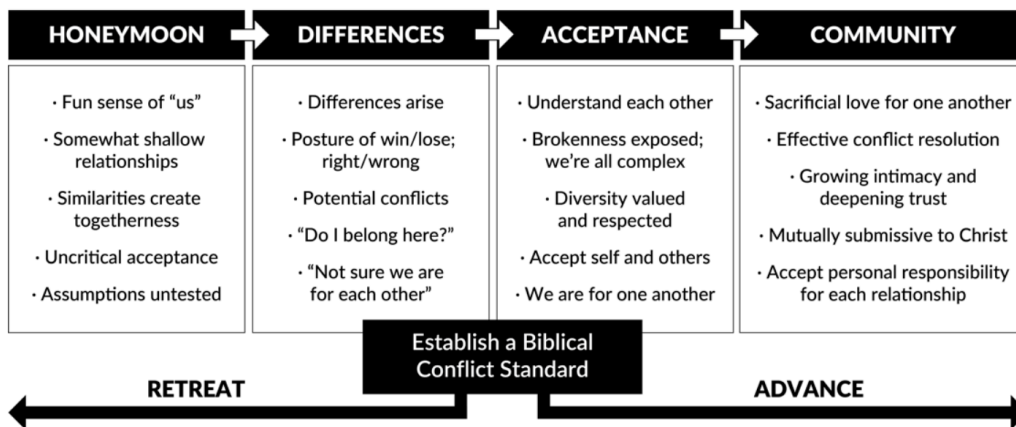 HONEYMOON
DIFFERENCES
ACCEPTANCE
COMMUNITY
· Fun sense of “us”
· Somewhat shallow
relationships
· Similarities create
togetherness
· Uncritical acceptance
· Assumptions untested
· Differences arise
· Posture of win/lose;
right/wrong
· Potential conflicts
· “Do I belong here?”
· “Not sure we are
for each other”
· Understand each other
· Brokenness exposed;
we’re all complex
· Diversity valued
and respected
· Accept self and others
· We are for one another
· Sacrificial love for one another
· Effective conflict resolution
· Growing intimacy and
deepening trust
· Mutually submissive to Christ
· Accept personal responsibility
for each relationship
Establish a Biblical
Conflict Standard
RETREAT
ADVANCE